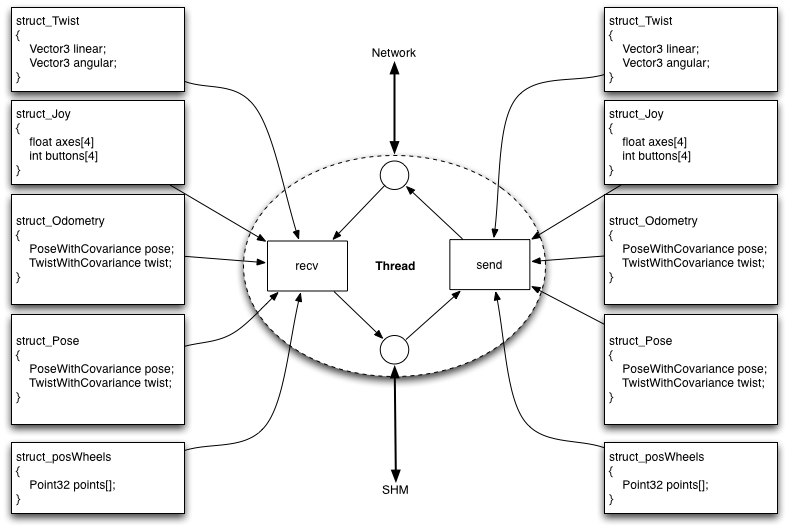 struct_Twist
{
Vector3 linear;
Vector3 angular;
}
struct_Joy
{
float axes[4]
int buttons[4]
}
struct_Odometry
{
PoseWithCovariance pose;
TwistWithCovariance twist;
}
struct_Pose
{
PoseWithCovariance pose;
TwistWithCovariance twist;
}
struct_posWheels
{
Point32 points[];
}
Network
recv
Thread
send
SHM
struct_Twist
{
Vector3 linear;
Vector3 angular;
}
struct_Joy
{
float axes[4]
int buttons[4]
}
struct_Odometry
{
PoseWithCovariance pose;
TwistWithCovariance twist;
}
struct_Pose
{
PoseWithCovariance pose;
TwistWithCovariance twist;
}
struct_posWheels
{
Point32 points[];
}